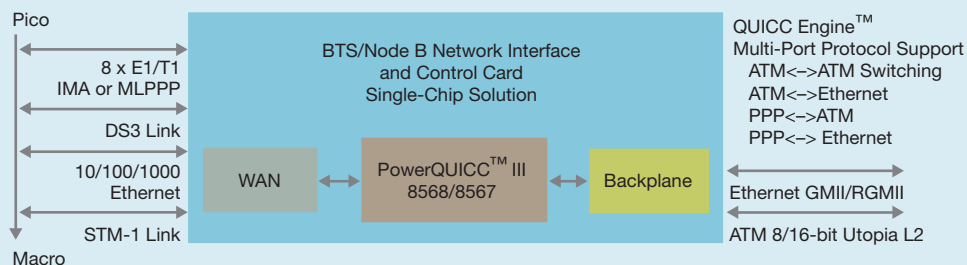 Pico
8 x E1/T1
IMA or MLPPP
DS3 Link
10/100/1000
Ethernet
STM-1 Link
Macro
BTS/Node B Network Interface
and Control Card
Single-Chip Solution
WAN
PowerQUICC™ III
8568/8567
Backplane
QUICC Engine™
Multi-Port Protocol Support
ATM<–>ATM Switching
ATM<–>Ethernet
PPP<–>ATM
PPP<–> Ethernet
Ethernet GMII/RGMII
ATM 8/16-bit Utopia L2